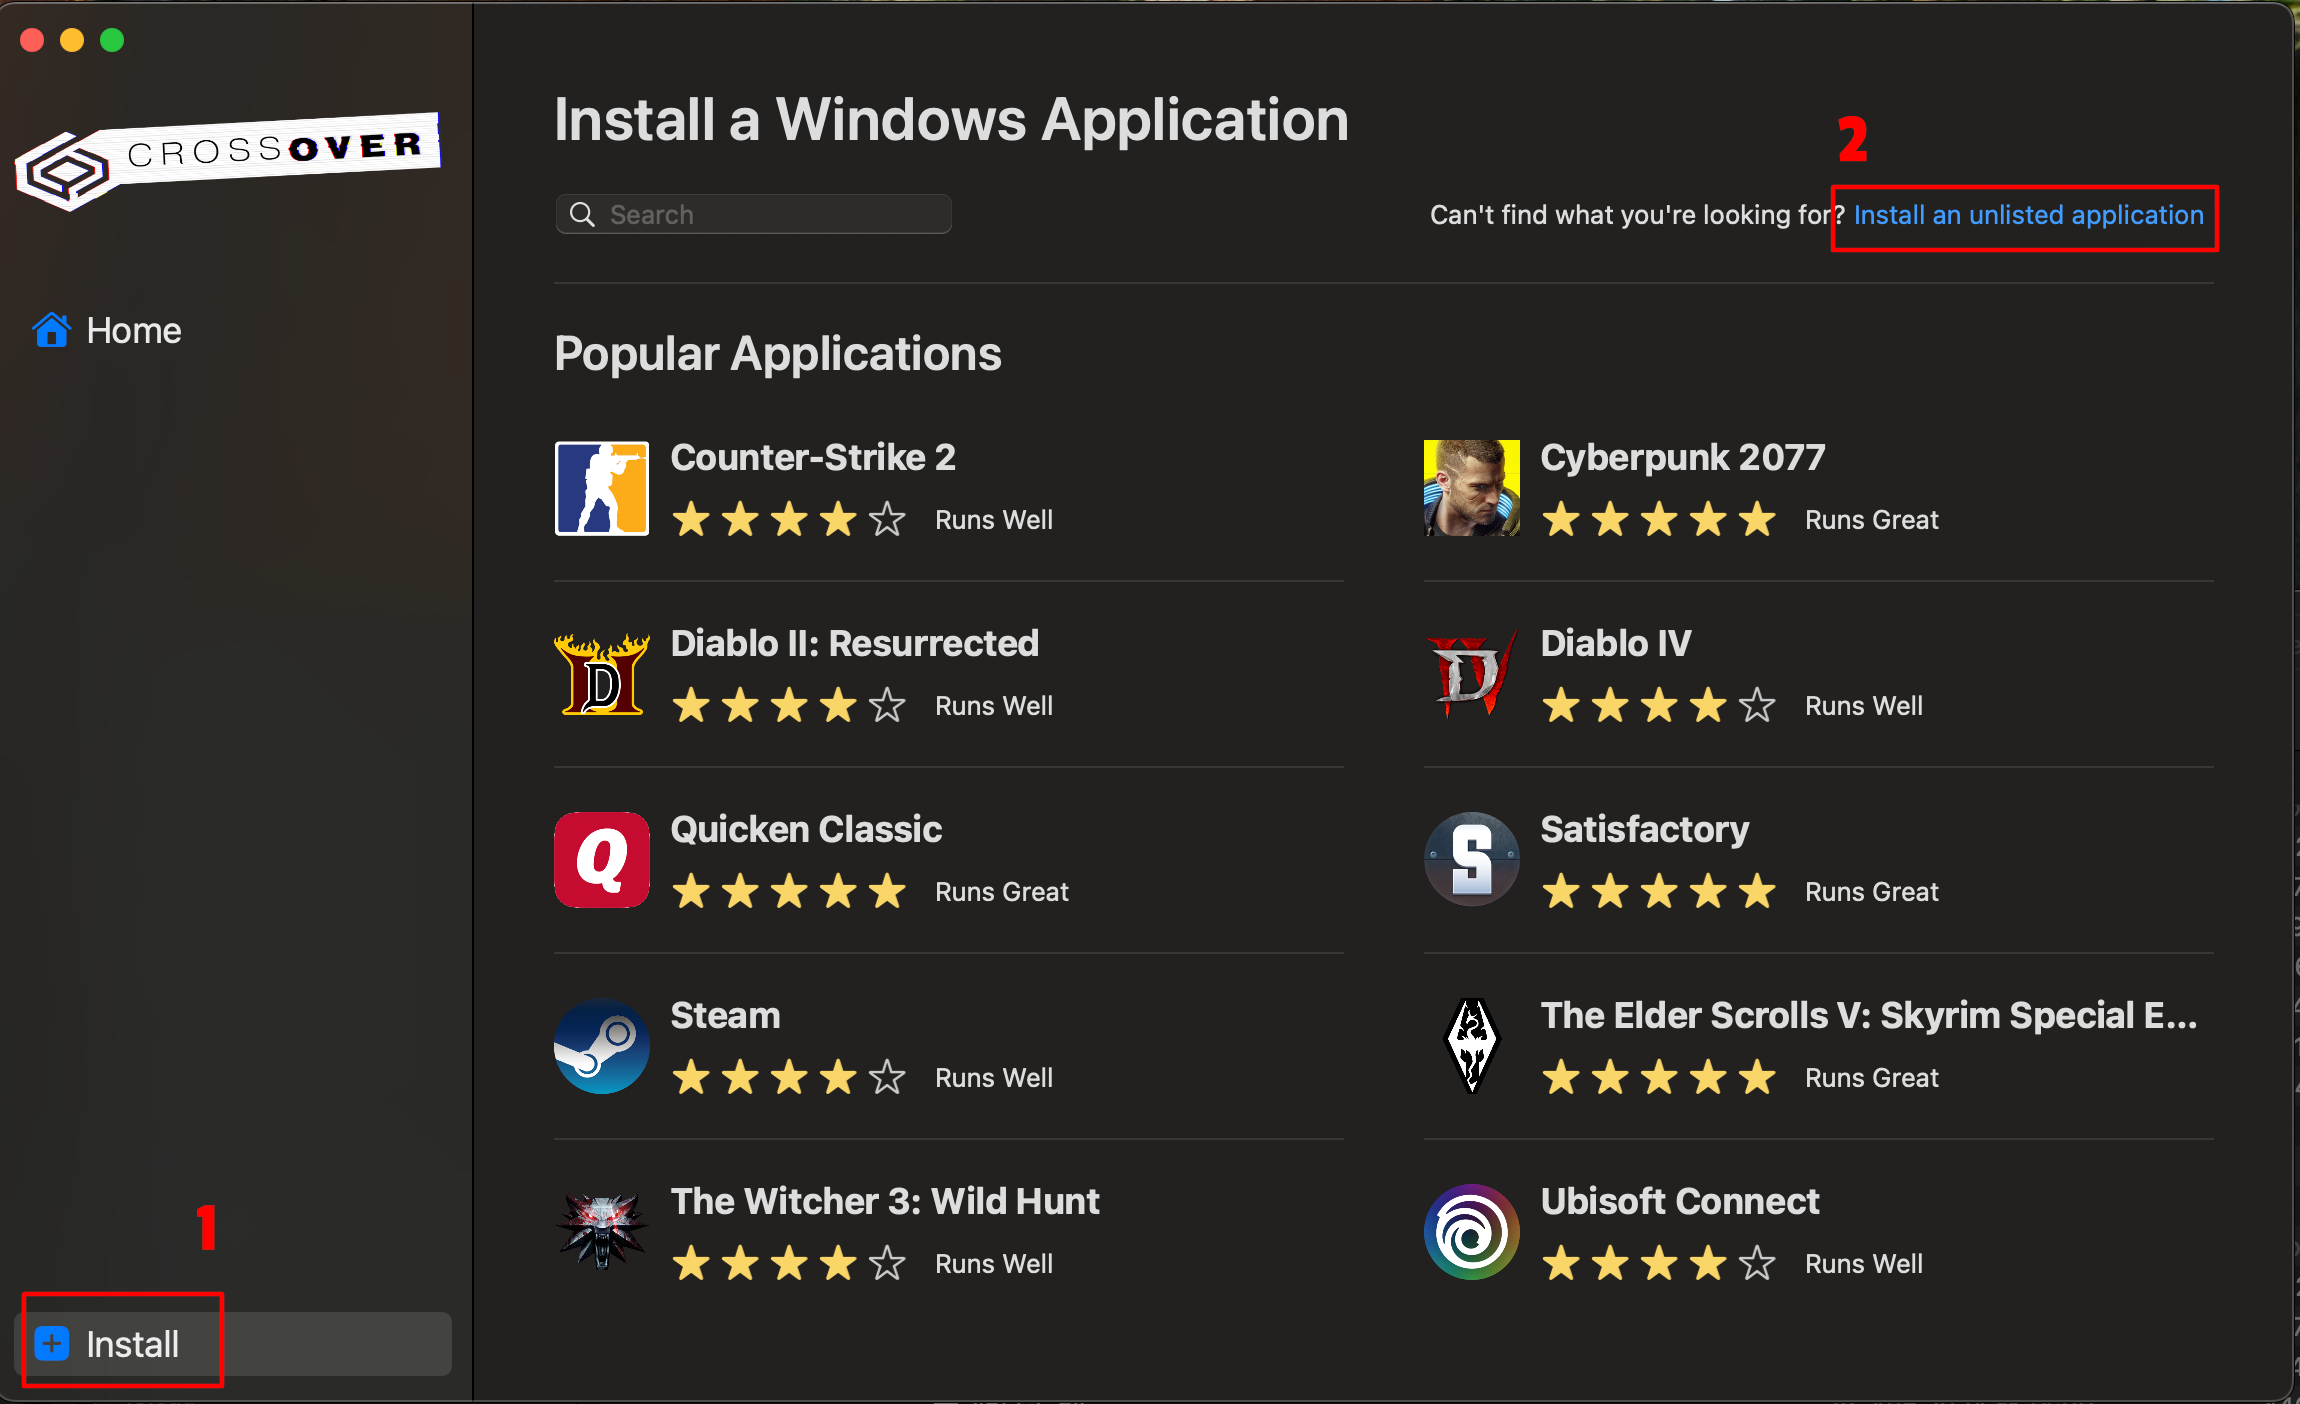 CROSSOVER
Home
1
Install
Install a Windows Application
2
Search
Can't find what you're looking for? Install an unlisted application
Popular Applications
Counter-Strike 2
Runs Well
Cyberpunk 2077
Runs Great
Diablo II: Resurrected
Runs Well
Diablo IV
Runs Well
Quicken Classic
Runs Great
Satisfactory
Runs Great
Steam
Runs Well
The Elder Scrolls V: Skyrim Special E...
Runs Great
The Witcher 3: Wild Hunt
Runs Well
Ubisoft Connect
Runs Well